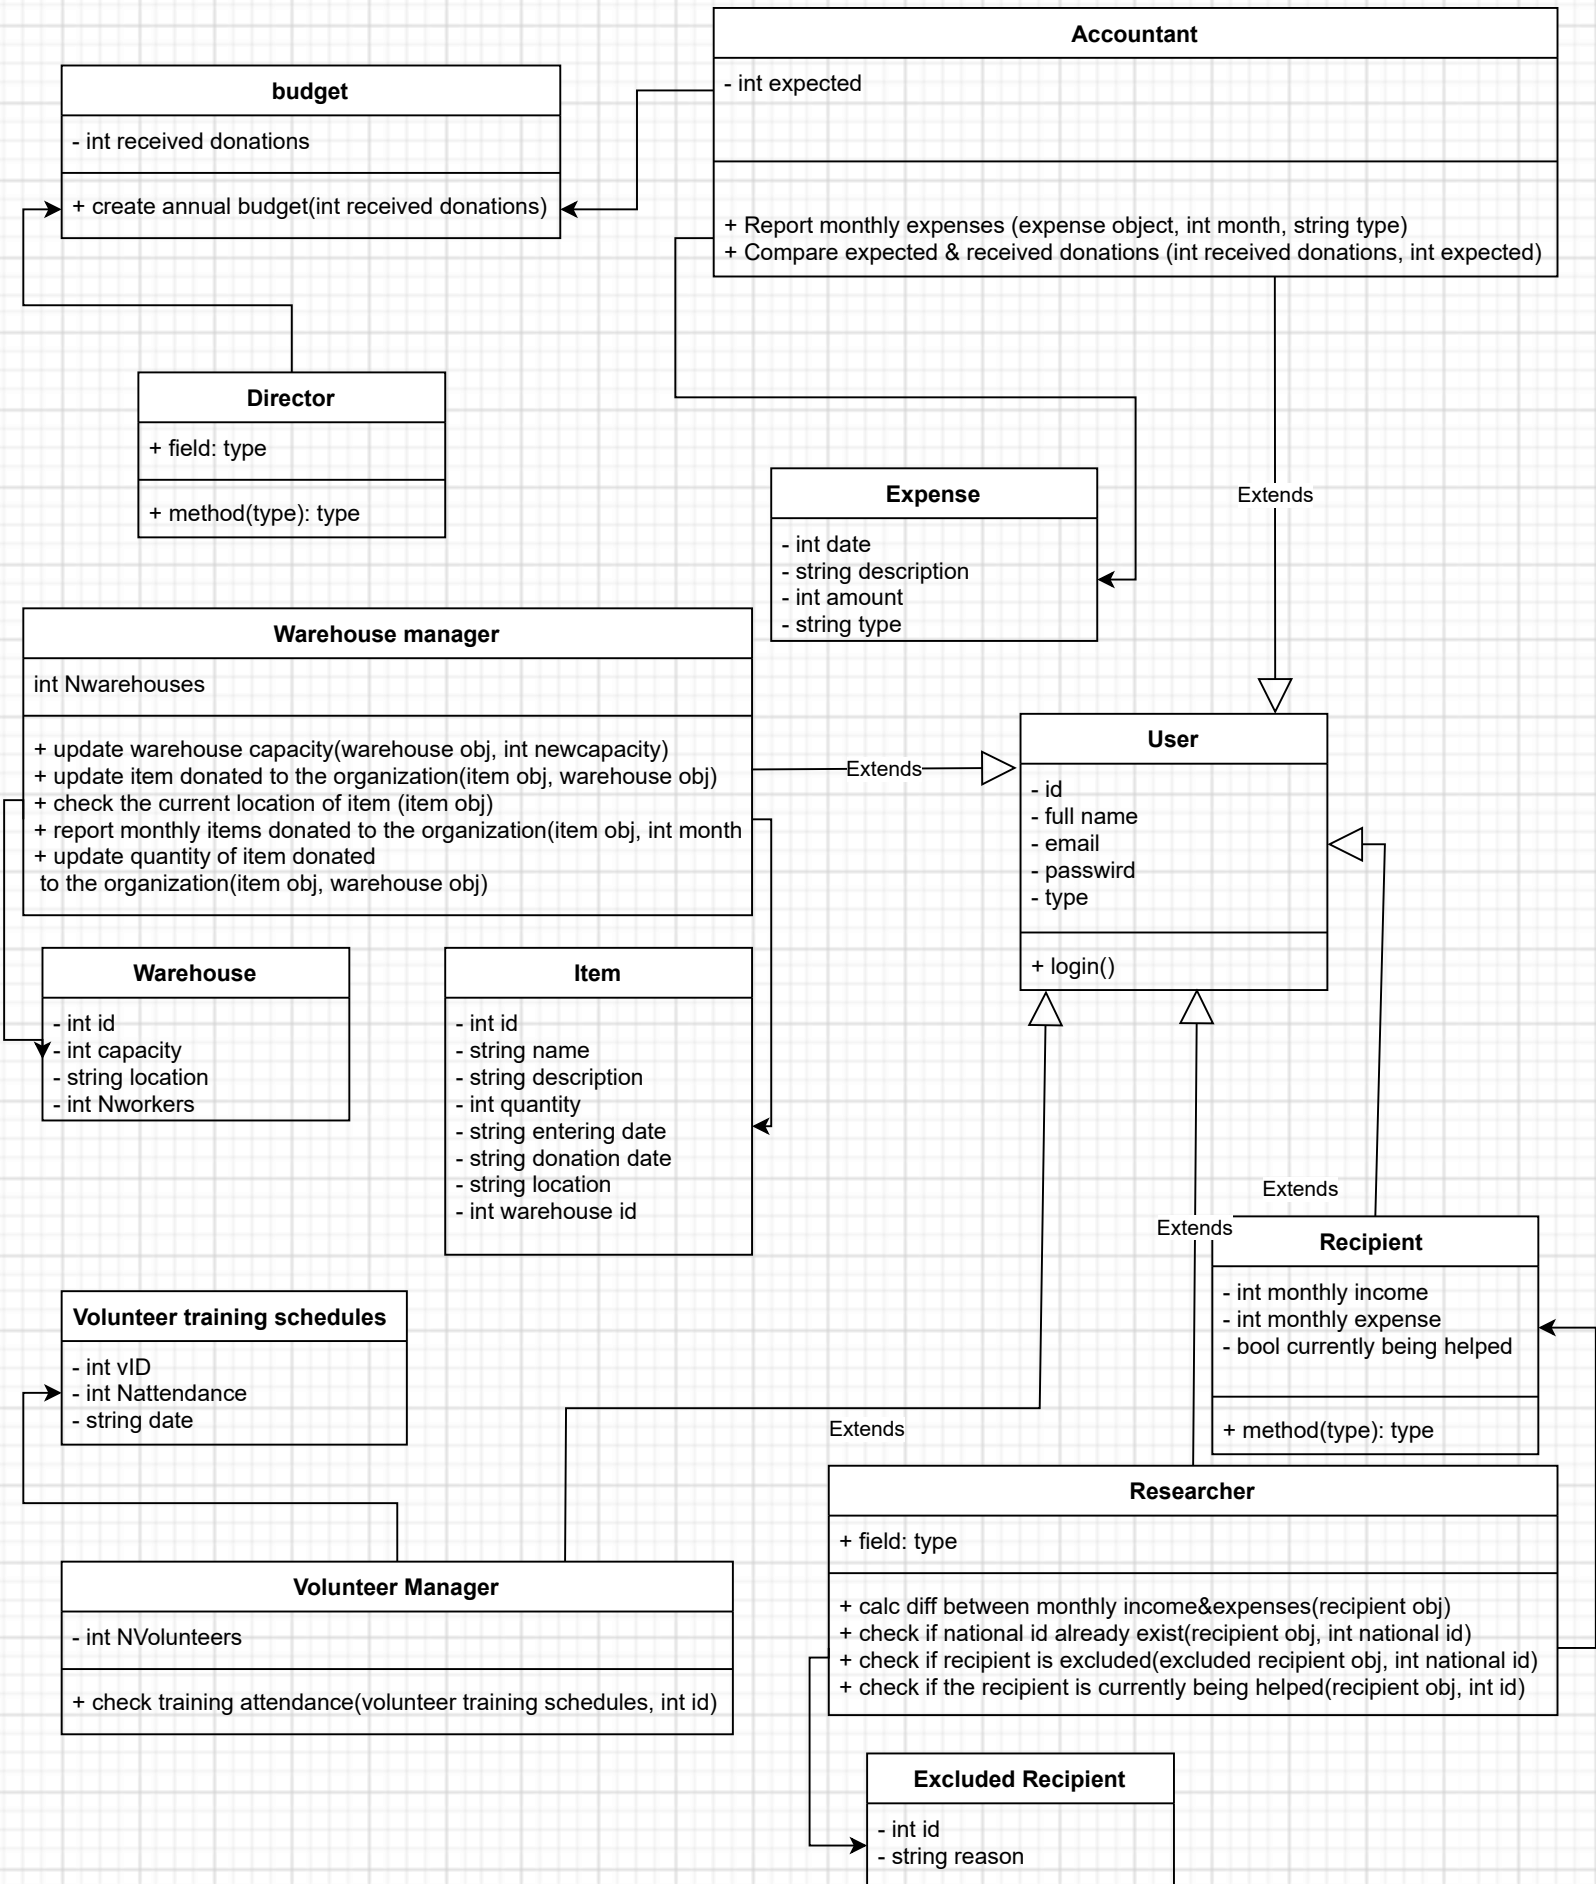 Accountant
- int expected
+ Report monthly expenses (expense object, int month, string type)
+ Compare expected & received donations (int received donations, int expected)
budget
- int received donations
+ create annual budget(int received donations)
Director
+ field: type
+ method(type): type
Expense
- int date
- string description
- int amount
- string type
Extends
Warehouse manager
int Nwarehouses
+ update warehouse capacity(warehouse obj, int newcapacity)
+ update item donated to the organization(item obj, warehouse obj)
+ check the current location of item (item obj)
+ report monthly items donated to the organization(item obj, int month
+ update quantity of item donated
to the organization(item obj, warehouse obj)
Extends
User
- id
- full name
- email
- passwird
- type
+ login()
Warehouse
- int id
- int capacity
- string location
- int Nworkers
Item
- int id
- string name
- string description
- int quantity
- string entering date
- string donation date
- string location
- int warehouse id
Extends
Extends
Recipient
- int monthly income
- int monthly expense
- bool currently being helped
+ method(type): type
Volunteer training schedules
- int vID
- int Nattendance
- string date
Extends
Researcher
+ field: type
+ calc diff between monthly income&expenses(recipient obj)
+ check if national id already exist(recipient obj, int national id)
+ check if recipient is excluded(excluded recipient obj, int national id)
+ check if the recipient is currently being helped(recipient obj, int id)
Volunteer Manager
- int NVolunteers
+ check training attendance(volunteer training schedules, int id)
Excluded Recipient
- int id
- string reason